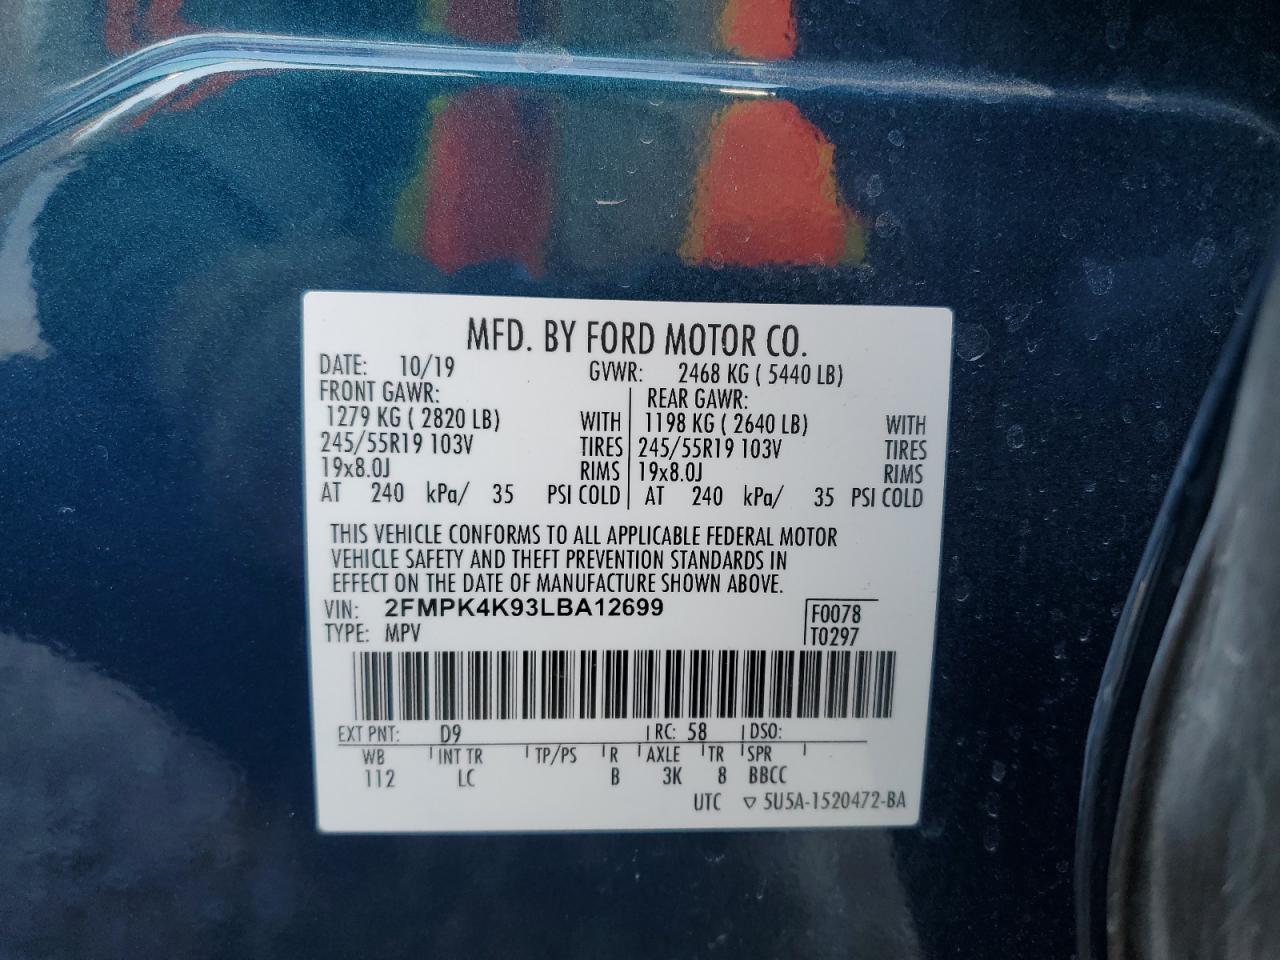 MFD. BY FORD MOTOR CO.
DATE: 10/19 GVWR: 2468 KG ( 5440 LB)
FRONT GAWR: REAR GAWR:
1279 KG ( 2820 LB) WITH 1198 KG ( 2640 LB) WITH
245/55R19 103V TIRES 245/55R19 103V TIRES
19x8.0J RIMS 19x8.0J RIMS
AT 240 kPa/ 35 PSI COLD AT 240 kPa/ 35 PSI COLD
THIS VEHICLE CONFORMS TO ALL APPLICABLE FEDERAL MOTOR
VEHICLE SAFETY AND THEFT PREVENTION STANDARDS IN
EFFECT ON THE DATE OF MANUFACTURE SHOWN ABOVE.
VIN: 2FMPK4K93LBA12699 F0078
TYPE: MPV T0297
EXT PNT: D9 RC: 58 DSO:
WB INT TR TP/PS R AXLE TR SPR
112 LC B 3K 8 BBCC
UTC ▽ 5U5A-1520472-BA